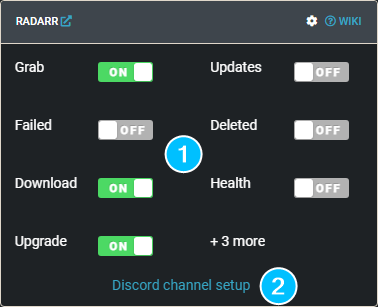 RADARR WIKI
Grab ON Updates OFF
Failed OFF Deleted OFF
1
Download ON Health OFF
Upgrade ON + 3 more
Discord channel setup 2